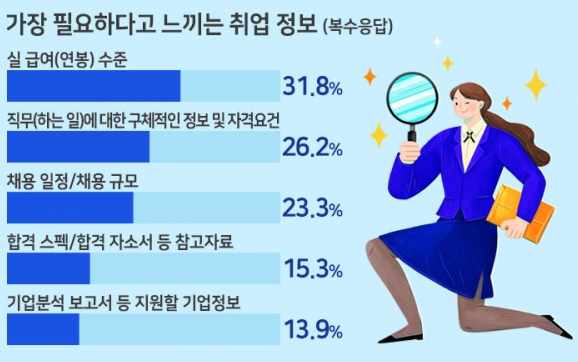 가장 필요하다고 느끼는 취업 정보 (복수응답)
실 급여(연봉) 수준
31.8%
직무(하는 일)에 대한 구체적인 정보 및 자격요건
26.2%
채용 일정/채용 규모
23.3%
합격 스펙/합격 자소서 등 참고자료
15.3%
기업분석 보고서 등 지원할 기업정보
13.9%